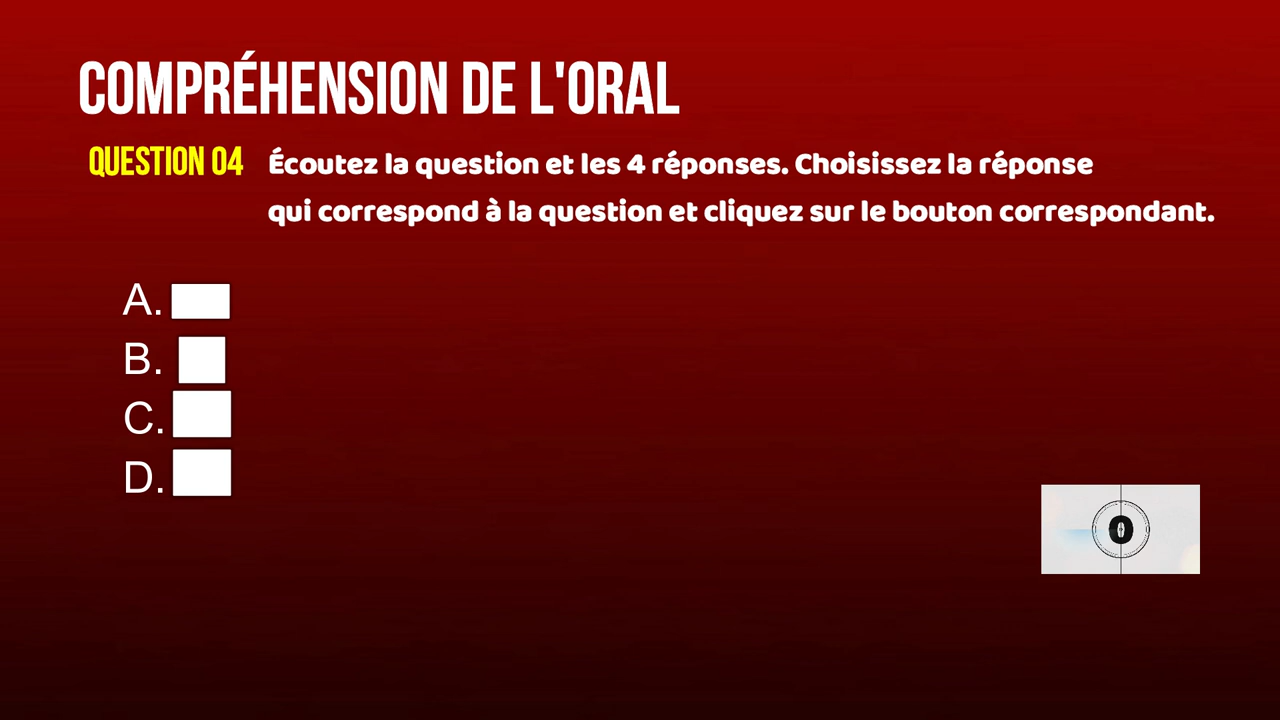 COMPRÉHENSION DE L'ORAL
QUESTION 04 Écoutez la question et les 4 réponses. Choisissez la réponse
qui correspond à la question et cliquez sur le bouton correspondant.
A.
B.
C.
D.
0